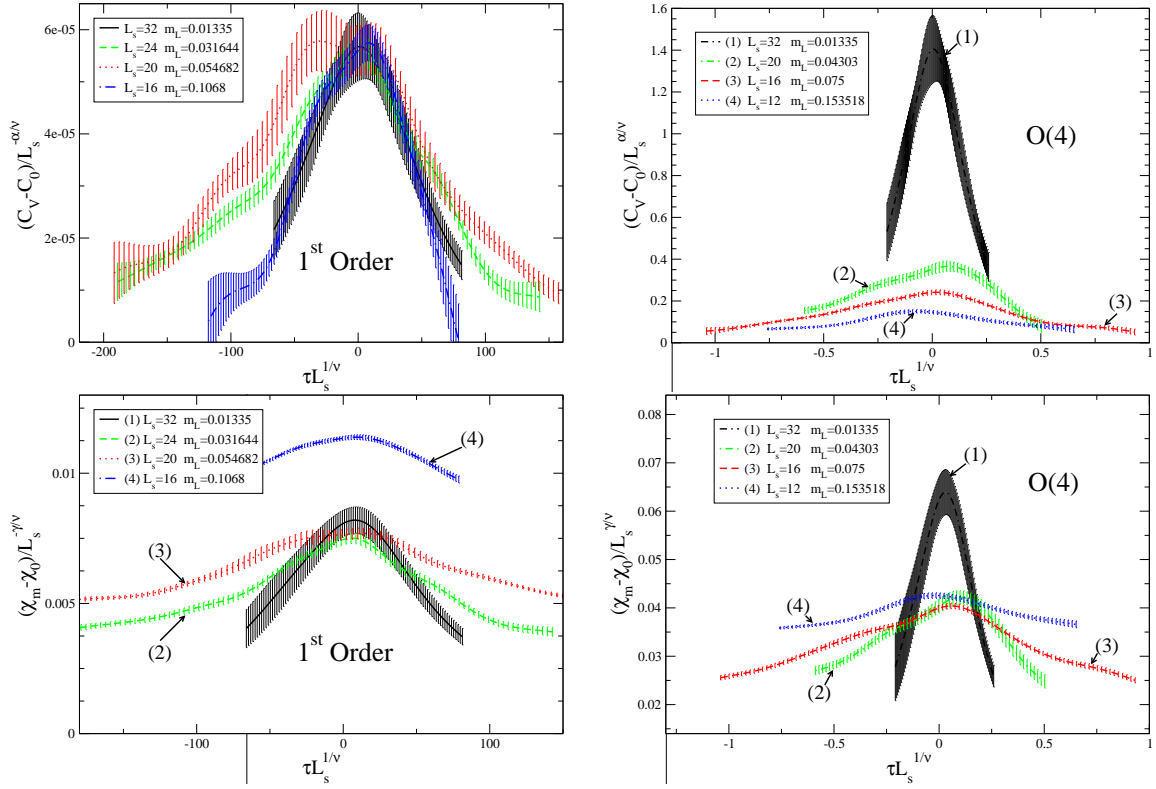 6e-05
4e-05
2e-05
0
(C_V-C_0)/L_s^{-α/ν}
L_s=32 m_L=0.01335
L_s=24 m_L=0.031644
L_s=20 m_L=0.054682
L_s=16 m_L=0.1068
1^{st} Order
-200 -100 0 100
τL_s^{1/ν}
1.6
1.4
1.2
1
0.8
0.6
0.4
0.2
0
(C_V-C_0)/L_s^{α/ν}
(1) L_s=32 m_L=0.01335
(2) L_s=20 m_L=0.04303
(3) L_s=16 m_L=0.075
(4) L_s=12 m_L=0.153518
(1)
O(4)
(2)
(3)
(4)
-1 -0.5 0 0.5 1
τL_s^{1/ν}
0.01
0.005
0
(χ_m-χ_0)/L_s^{-γ/ν}
(1) L_s=32 m_L=0.01335
(2) L_s=24 m_L=0.031644
(3) L_s=20 m_L=0.054682
(4) L_s=16 m_L=0.1068
(4)
(3)
(2)
1^{st} Order
-100 0 100
τL_s^{1/ν}
0.08
0.07
0.06
0.05
0.04
0.03
0.02
(χ_m-χ_0)/L_s^{γ/ν}
(1) L_s=32 m_L=0.01335
(2) L_s=20 m_L=0.04303
(3) L_s=16 m_L=0.075
(4) L_s=12 m_L=0.153518
(1)
O(4)
(4)
(3)
(2)
-1 -0.5 0 0.5 1
τL_s^{1/ν}